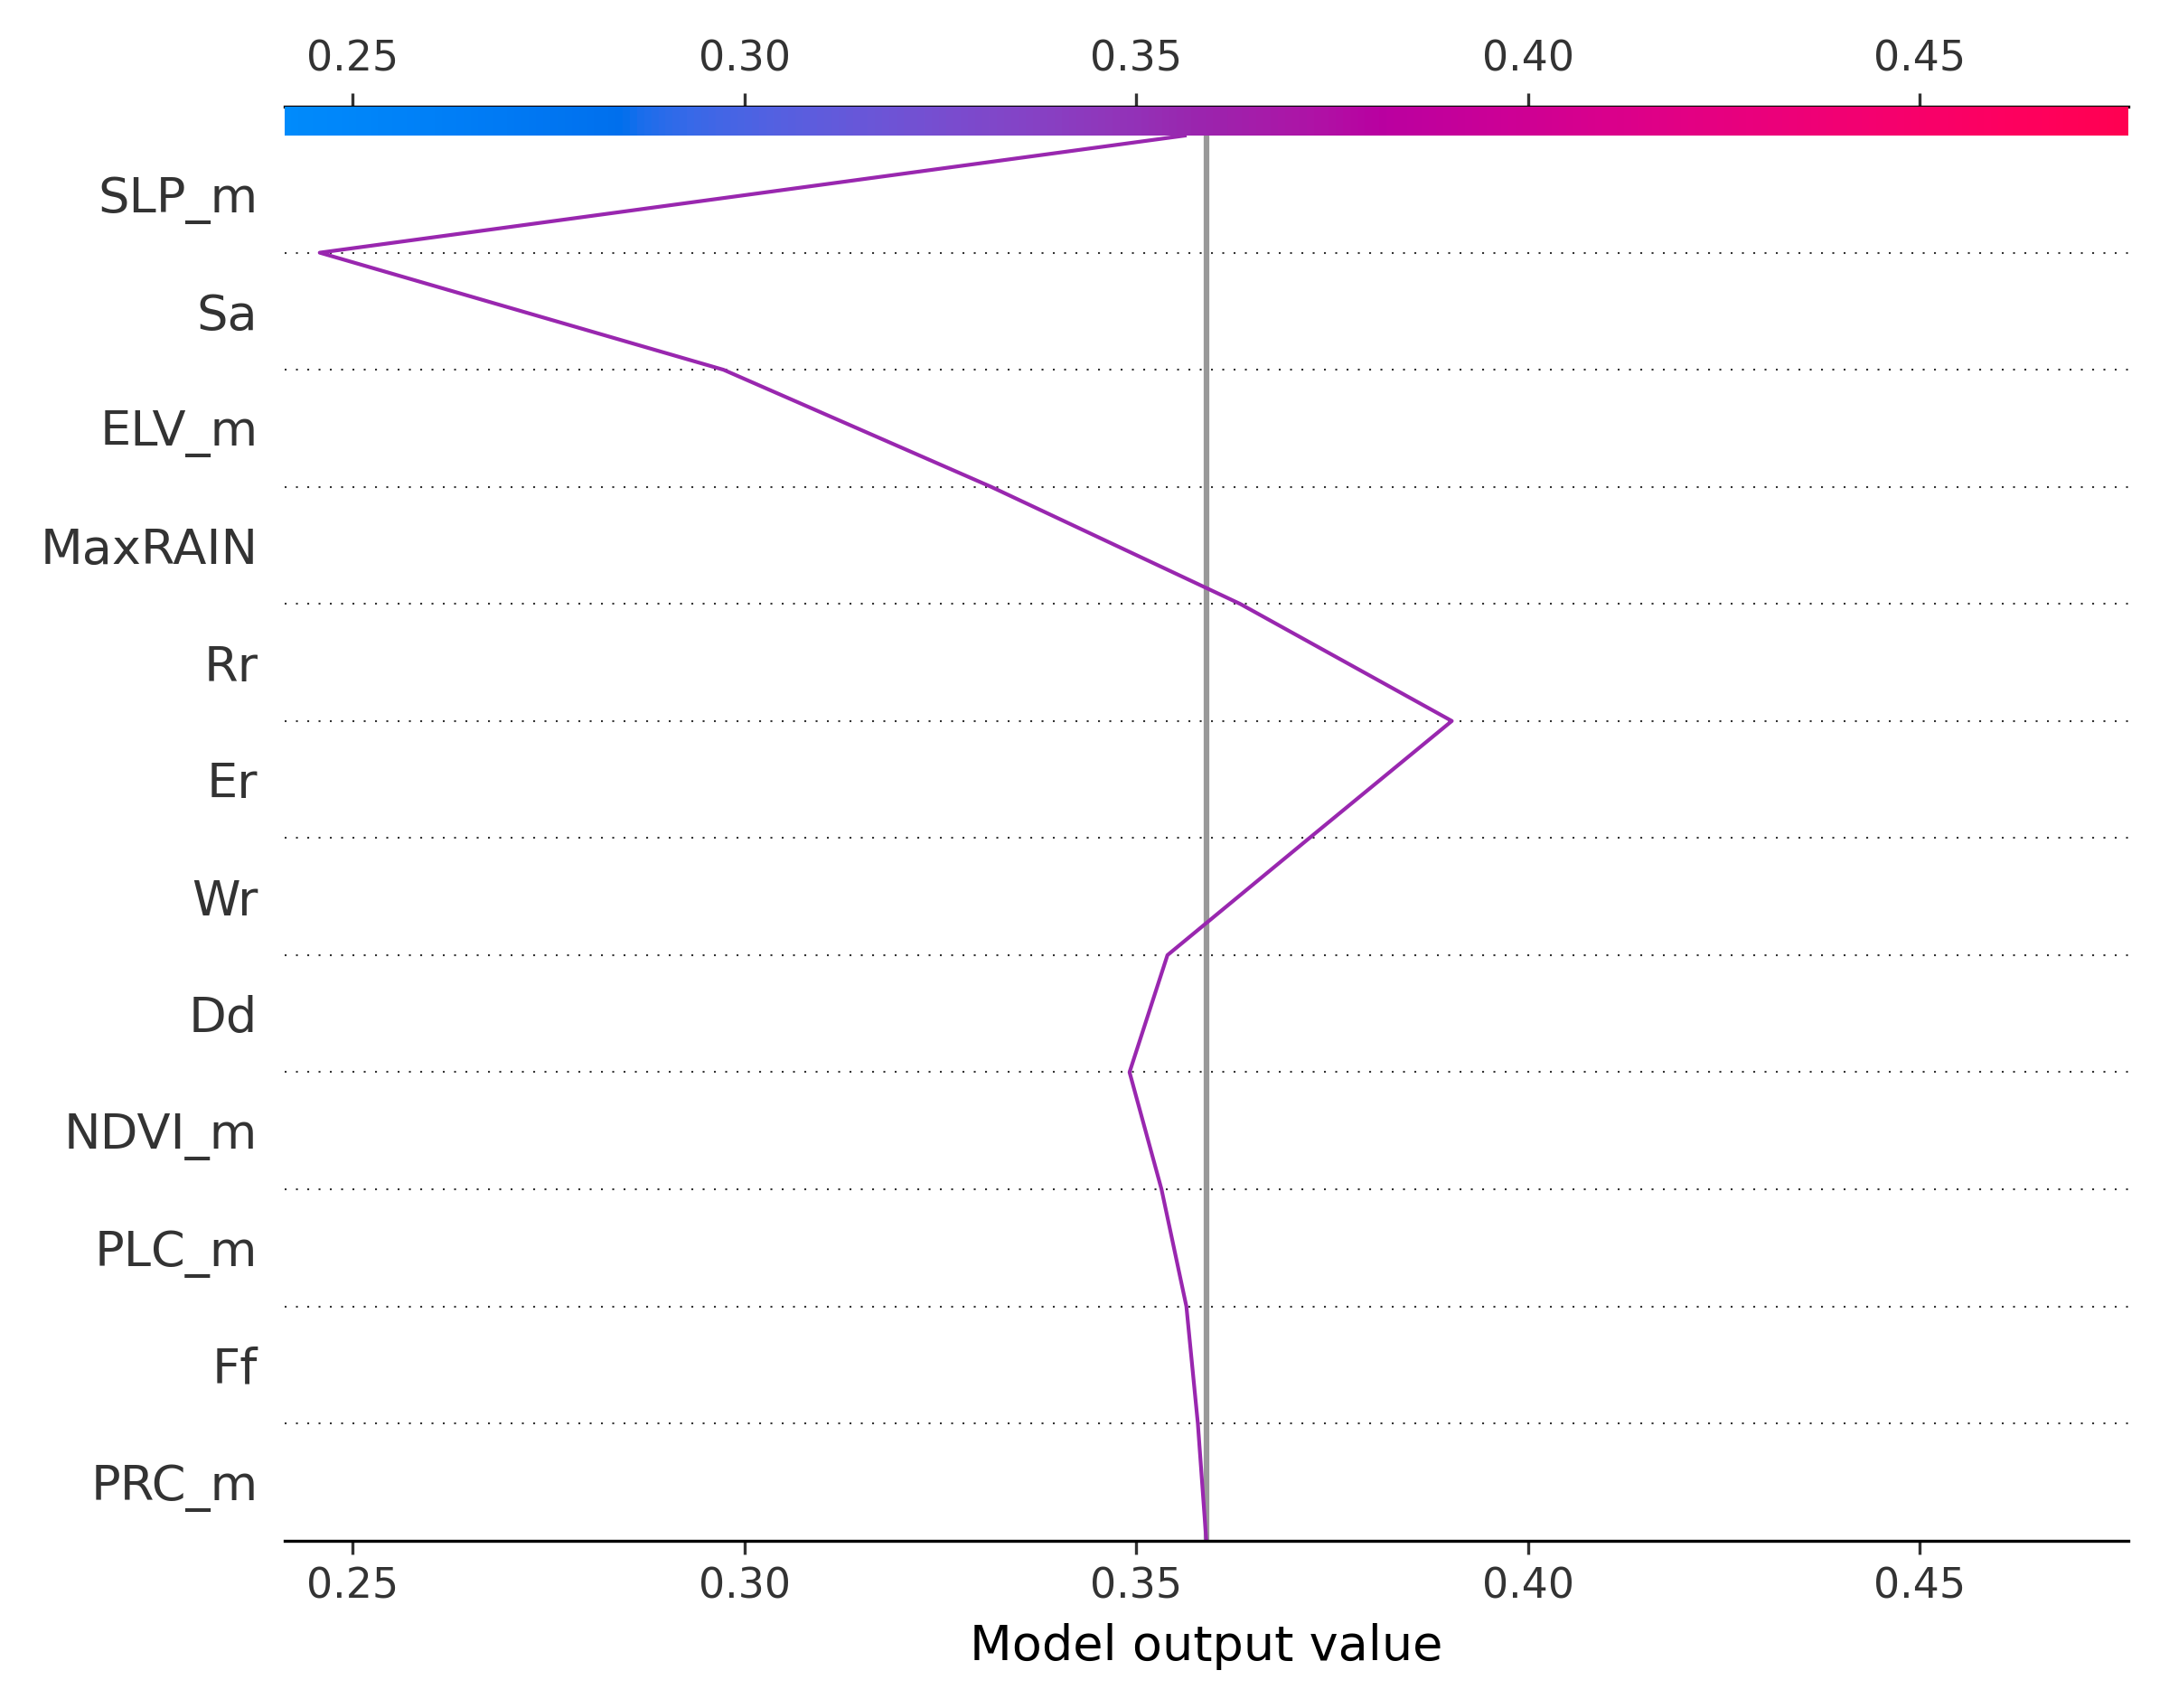 0.25 0.30 0.35 0.40 0.45
SLP_m
Sa
ELV_m
MaxRAIN
Rr
Er
Wr
Dd
NDVI_m
PLC_m
Ff
PRC_m
0.25 0.30 0.35 0.40 0.45
Model output value